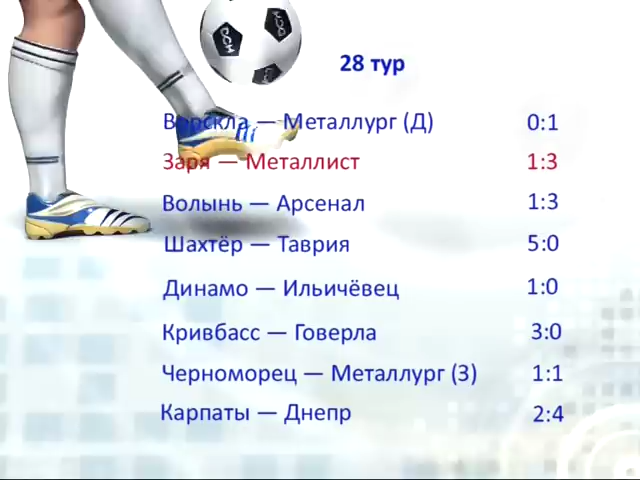 28 тур
Ворскла — Металлург (Д) 0:1
Заря — Металлист 1:3
Волынь — Арсенал 1:3
Шахтёр — Таврия 5:0
Динамо — Ильичёвец 1:0
Кривбасс — Говерла 3:0
Черноморец — Металлург (З) 1:1
Карпаты — Днепр 2:4